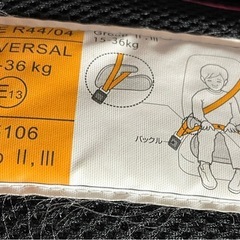 R44/04
VERSAL
-36 kg
E13
106
II, III
Group II, III
15-36kg
バックル